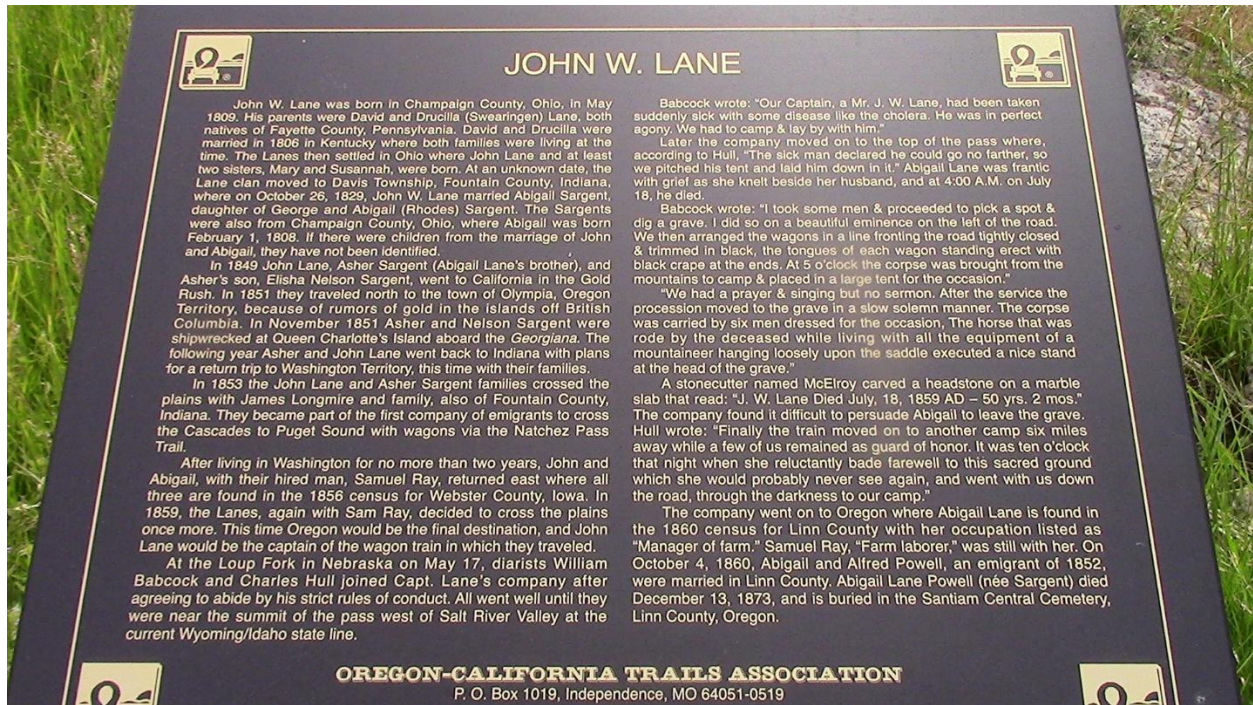 JOHN W. LANE
John W. Lane was born in Champaign County, Ohio, in May
1809. His parents were David and Drucilla (Swearingen) Lane, both
natives of Fayette County, Pennsylvania. David and Drucilla were
married in 1806 in Kentucky where both families were living at the
time. The Lanes then settled in Ohio where John Lane and at least
two sisters, Mary and Susannah, were born. At an unknown date, the
Lane clan moved to Davis Township, Fountain County, Indiana,
where on October 26, 1829, John W. Lane married Abigail Sargent,
daughter of George and Abigail (Rhodes) Sargent. The Sargents
were also from Champaign County, Ohio, where Abigail was born
February 1, 1808. If there were children from the marriage of John
and Abigail, they have not been identified.
In 1849 John Lane, Asher Sargent (Abigail Lane's brother), and
Asher's son, Elisha Nelson Sargent, went to California in the Gold
Rush. In 1851 they traveled north to the town of Olympia, Oregon
Territory, because of rumors of gold in the islands off British
Columbia. In November 1851 Asher and Nelson Sargent were
shipwrecked at Queen Charlotte's Island aboard the Georgiana. The
following year Asher and John Lane went back to Indiana with plans
for a return trip to Washington Territory, this time with their families.
In 1853 the John Lane and Asher Sargent families crossed the
plains with James Longmire and family, also of Fountain County,
Indiana. They became part of the first company of emigrants to cross
the Cascades to Puget Sound with wagons via the Natchez Pass
Trail.
After living in Washington for no more than two years, John and
Abigail, with their hired man, Samuel Ray, returned east where all
three are found in the 1856 census for Webster County, Iowa. In
1859, the Lanes, again with Sam Ray, decided to cross the plains
once more. This time Oregon would be the final destination, and John
Lane would be the captain of the wagon train in which they traveled.
At the Loup Fork in Nebraska on May 17, diarists William
Babcock and Charles Hull joined Capt. Lane's company after
agreeing to abide by his strict rules of conduct. All went well until they
were near the summit of the pass west of Salt River Valley at the
current Wyoming/Idaho state line.
Babcock wrote: "Our Captain, a Mr. J. W. Lane, had been taken
suddenly sick with some disease like the cholera. He was in perfect
agony. We had to camp & lay by with him."
Later the company moved on to the top of the pass where,
according to Hull, "The sick man declared he could go no farther, so
we pitched his tent and laid him down in it." Abigail Lane was frantic
with grief as she knelt beside her husband, and at 4:00 A.M. on July
18, he died.
Babcock wrote: "I took some men & proceeded to pick a spot &
dig a grave. I did so on a beautiful eminence on the left of the road.
We then arranged the wagons in a line fronting the road tightly closed
& trimmed in black, the tongues of each wagon standing erect with
black crape at the ends. At 5 o'clock the corpse was brought from the
mountains to camp & placed in a large tent for the occasion."
"We had a prayer & singing but no sermon. After the service the
procession moved to the grave in a slow solemn manner. The corpse
was carried by six men dressed for the occasion, The horse that was
rode by the deceased while living with all the equipment of a
mountaineer hanging loosely upon the saddle executed a nice stand
at the head of the grave."
A stonecutter named McElroy carved a headstone on a marble
slab that read: "J. W. Lane Died July, 18, 1859 AD – 50 yrs. 2 mos."
The company found it difficult to persuade Abigail to leave the grave.
Hull wrote: "Finally the train moved on to another camp six miles
away while a few of us remained as guard of honor. It was ten o'clock
that night when she reluctantly bade farewell to this sacred ground
which she would probably never see again, and went with us down
the road, through the darkness to our camp."
The company went on to Oregon where Abigail Lane is found in
the 1860 census for Linn County with her occupation listed as
"Manager of farm." Samuel Ray, "Farm laborer," was still with her. On
October 4, 1860, Abigail and Alfred Powell, an emigrant of 1852,
were married in Linn County. Abigail Lane Powell (née Sargent) died
December 13, 1873, and is buried in the Santiam Central Cemetery,
Linn County, Oregon.
OREGON-CALIFORNIA TRAILS ASSOCIATION
P. O. Box 1019, Independence, MO 64051-0519